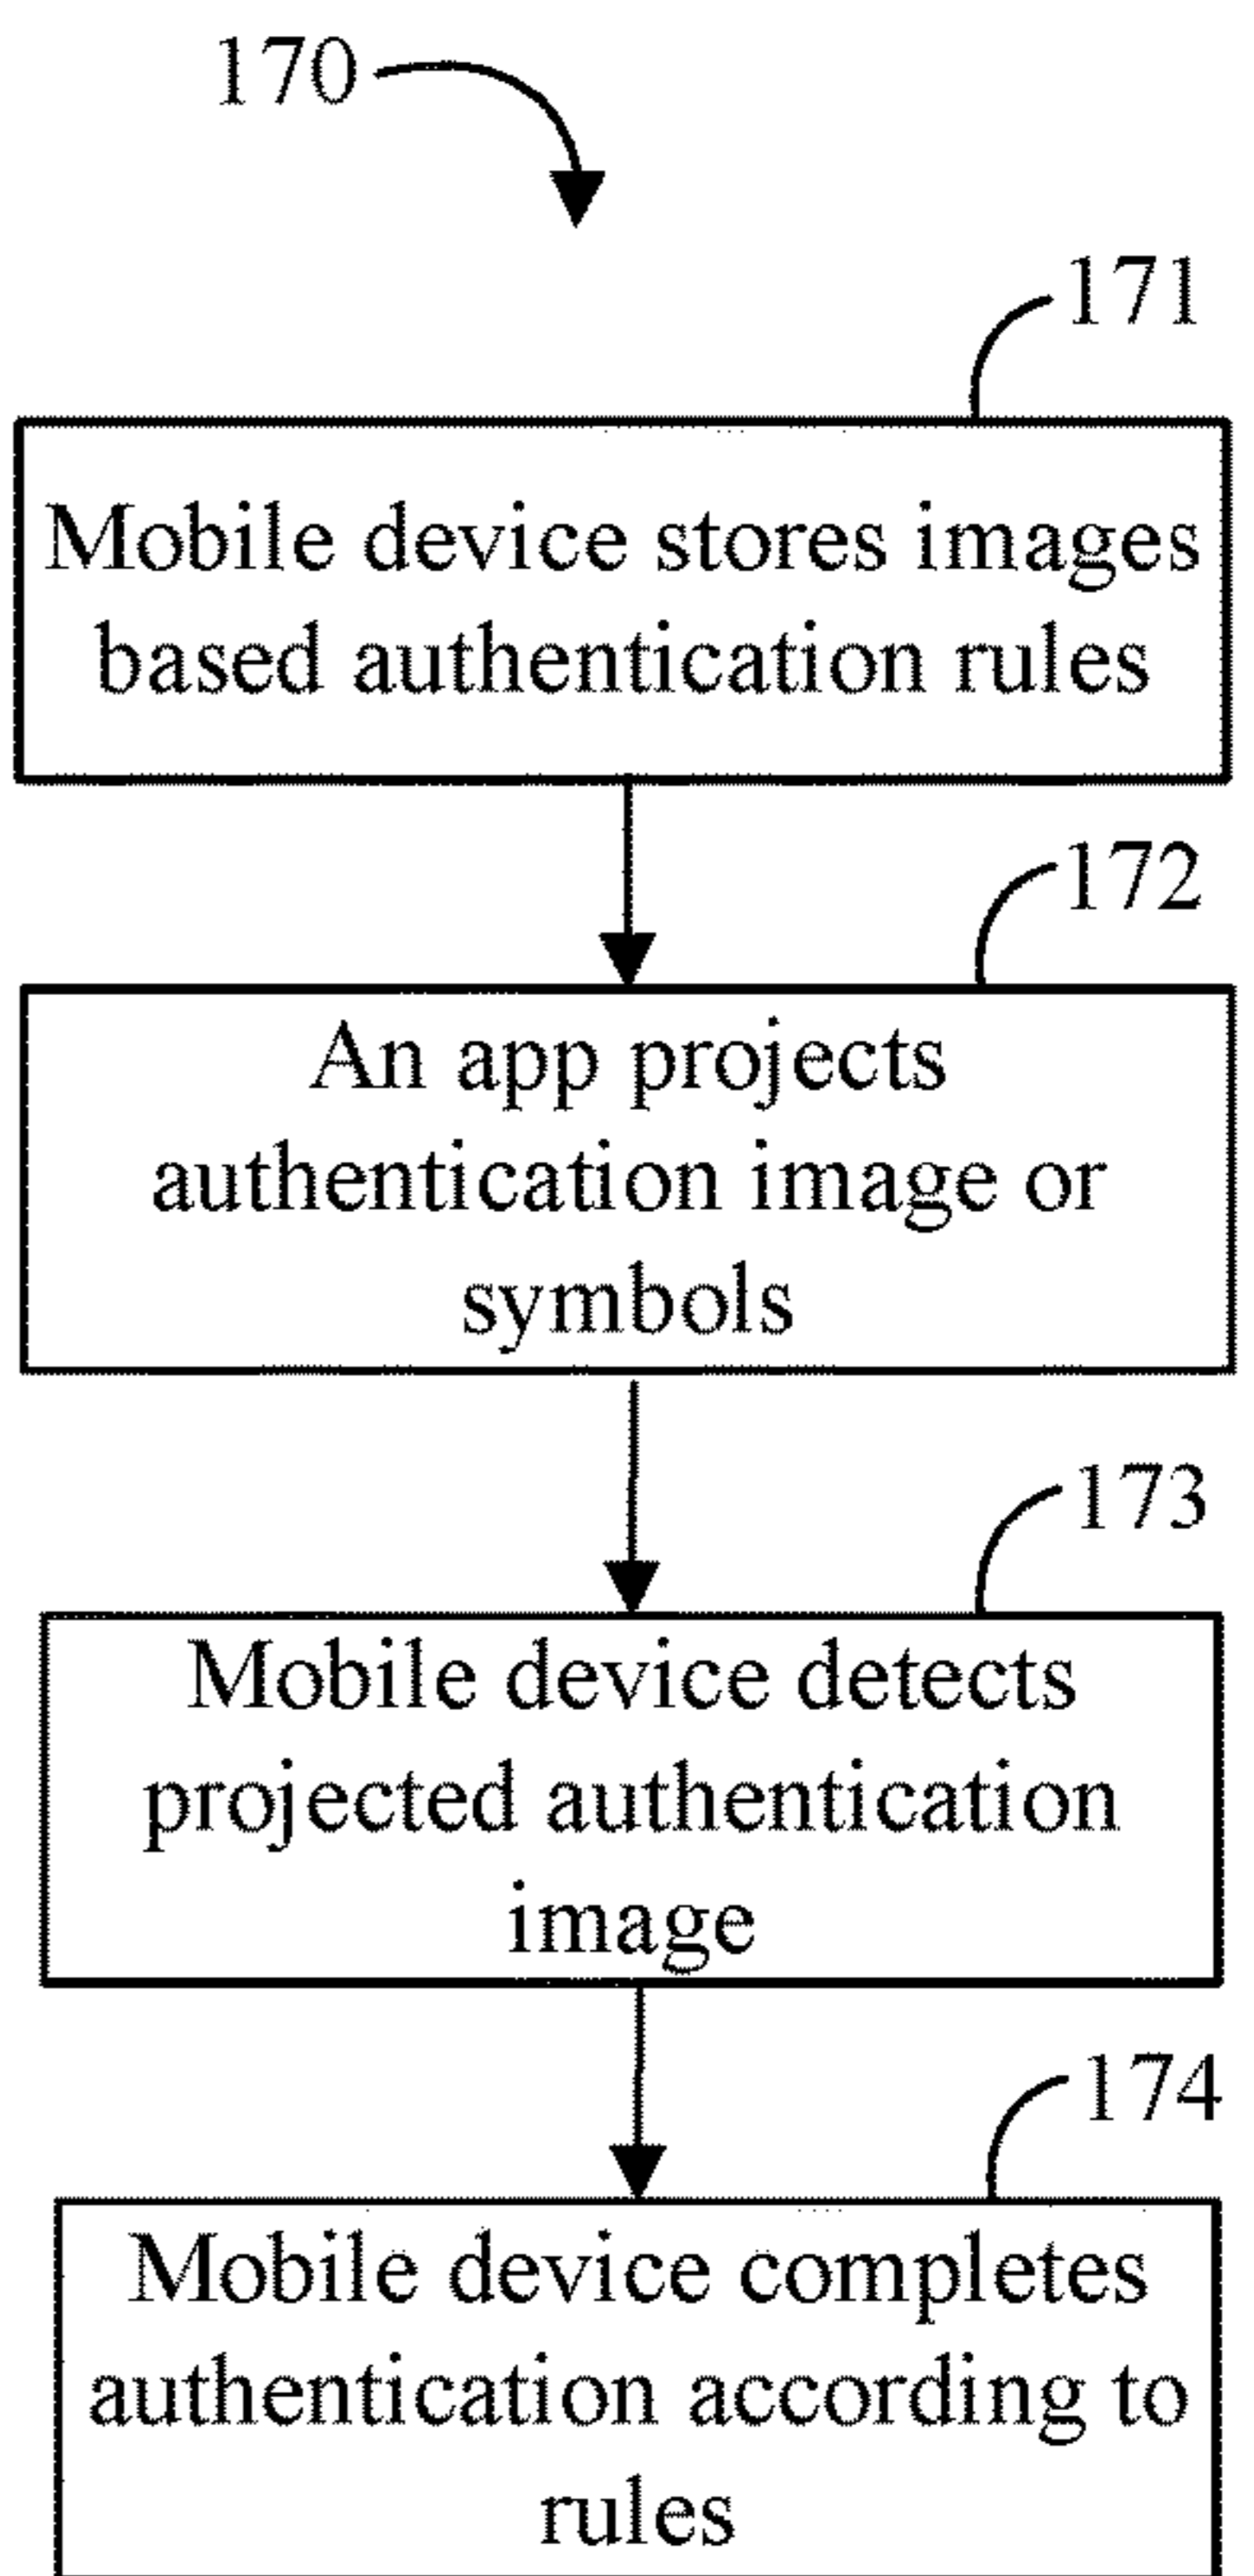 170
171
Mobile device stores images
based authentication rules
172
An app projects
authentication image or
symbols
173
Mobile device detects
projected authentication
image
174
Mobile device completes
authentication according to
rules